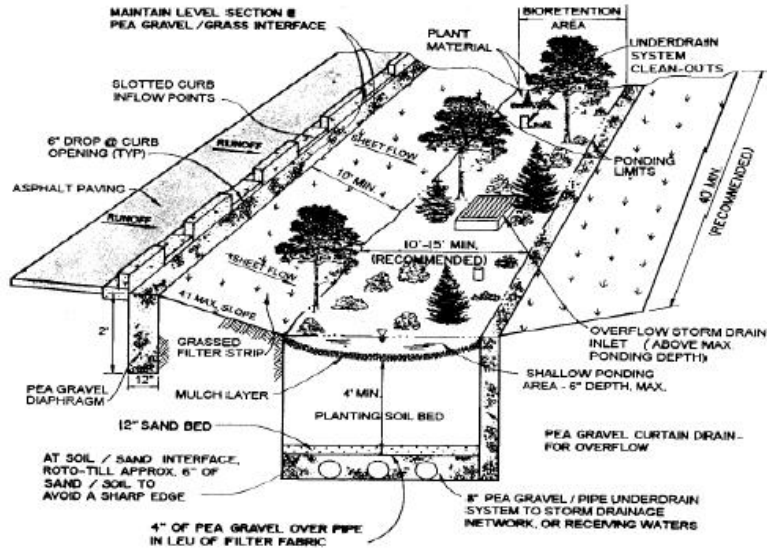 MAINTAIN LEVEL SECTION @
PEA GRAVEL/GRASS INTERFACE
BIORETENTION
AREA
PLANT
MATERIAL
UNDERDRAIN
SYSTEM
CLEAN-OUTS
SLOTTED CURB
INFLOW POINTS
6" DROP @ CURB
OPENING (TYP)
ASPHALT PAVING
RUNOFF
RUNOFF
SHEET FLOW
10' MIN.
SHEET FLOW
PONDING
LIMITS
40' MIN.
(RECOMMENDED)
10'-15' MIN.
(RECOMMENDED)
4:1 MAX. SLOPE
2'
12"
GRASSED
FILTER STRIP
PEA GRAVEL
DIAPHRAGM
MULCH LAYER
OVERFLOW STORM DRAIN
INLET (ABOVE MAX
PONDING DEPTH)
SHALLOW PONDING
AREA - 6" DEPTH, MAX.
4' MIN.
PLANTING SOIL BED
12" SAND BED
PEA GRAVEL CURTAIN DRAIN-
FOR OVERFLOW
AT SOIL / SAND INTERFACE,
ROTO-TILL APPROX. 6" OF
SAND / SOIL TO
AVOID A SHARP EDGE
8" PEA GRAVEL / PIPE UNDERDRAIN
SYSTEM TO STORM DRAINAGE
NETWORK, OR RECEIVING WATERS
4" OF PEA GRAVEL OVER PIPE
IN LEU OF FILTER FABRIC